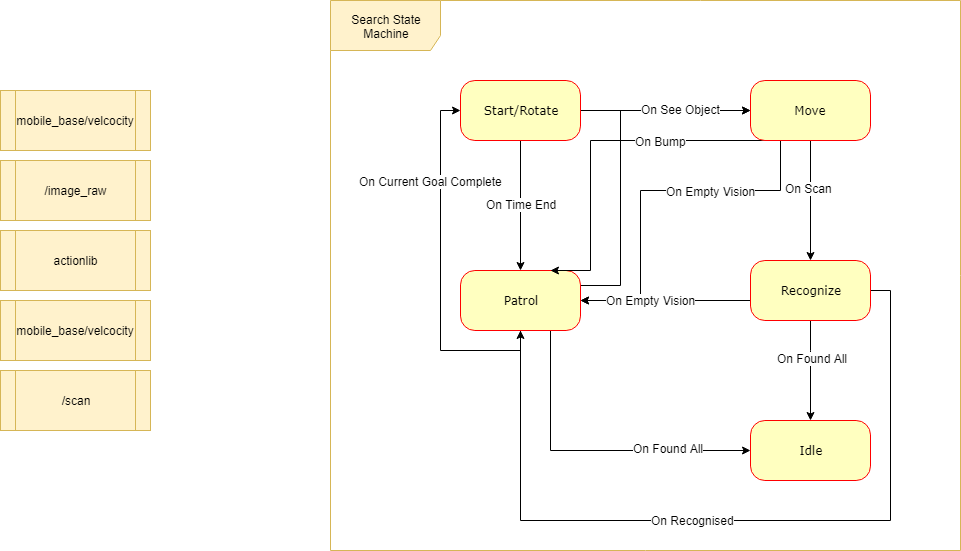 Search State
Machine
mobile_base/velcocity
/image_raw
actionlib
mobile_base/velcocity
/scan
Start/Rotate
On See Object
Move
On Bump
On Current Goal Complete
On Empty Vision
On Scan
On Time End
Patrol
On Empty Vision
Recognize
On Found All
On Found All
Idle
On Recognised